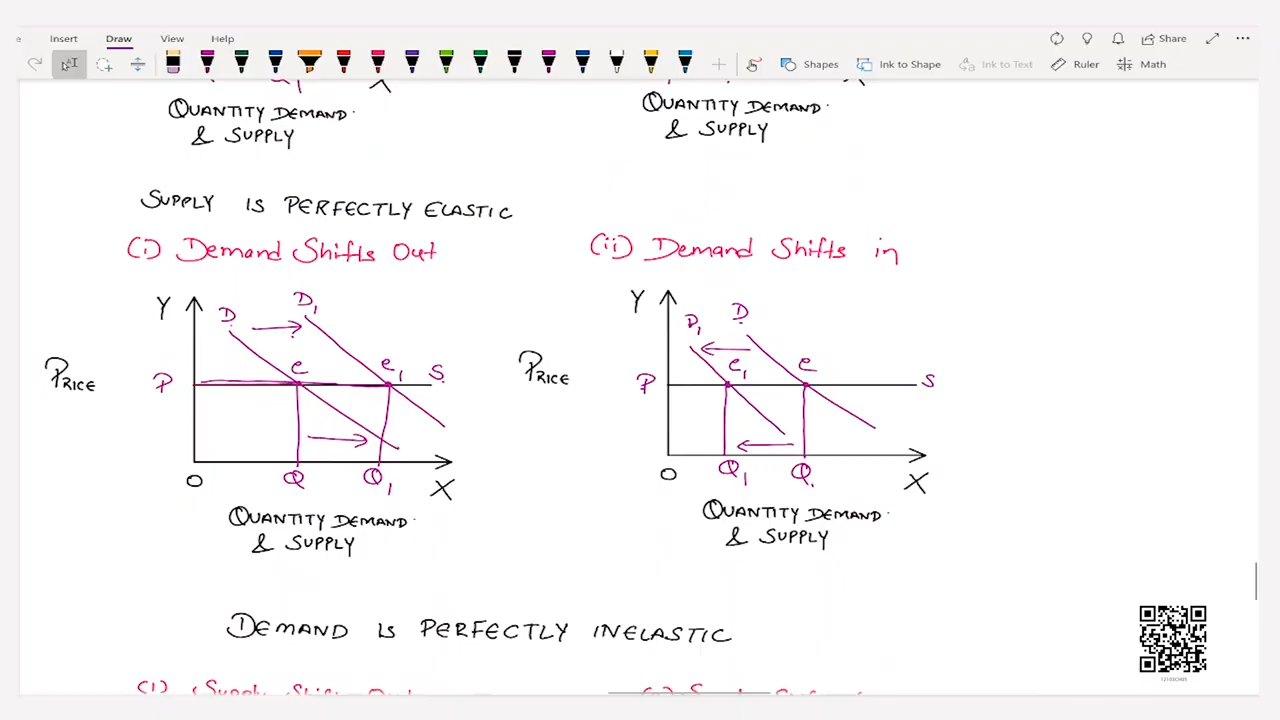 Insert Draw View Help
Share
Shapes Ink to Shape Ink to Text Ruler Math
X
X
QUANTITY DEMAND
& SUPPLY
QUANTITY DEMAND
& SUPPLY
SUPPLY IS PERFECTLY ELASTIC
(i) Demand Shifts Out
(ii) Demand Shifts in
Y
D
D1
PRICE
P
e
e1
S
O
Q
Q1
X
QUANTITY DEMAND
& SUPPLY
Y
D1
D
PRICE
P
e1
e
S
O
Q1
Q
X
QUANTITY DEMAND
& SUPPLY
DEMAND IS PERFECTLY INELASTIC
12103CH05